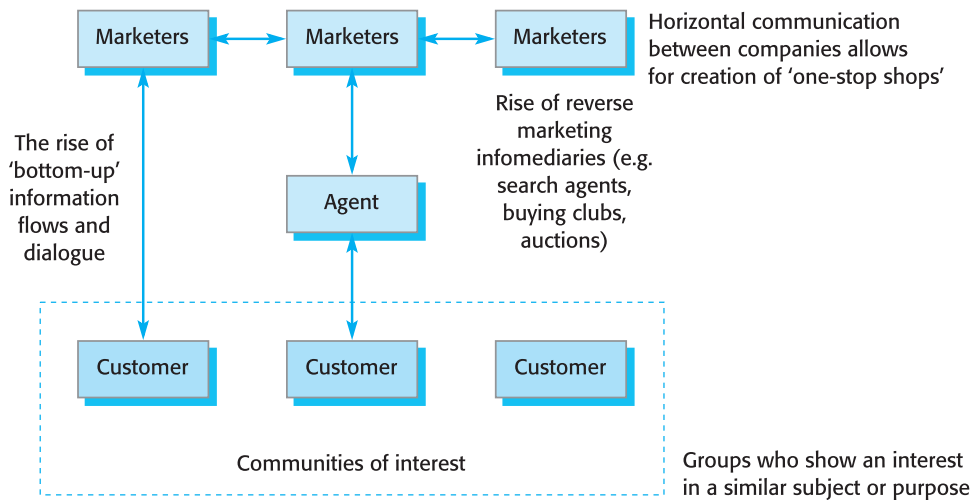 Marketers
Marketers
Marketers
Horizontal communication
between companies allows
for creation of ‘one-stop shops’
The rise of
‘bottom-up’
information
flows and
dialogue
Rise of reverse
marketing
infomediaries (e.g.
search agents,
buying clubs,
auctions)
Agent
Customer
Customer
Customer
Communities of interest
Groups who show an interest
in a similar subject or purpose